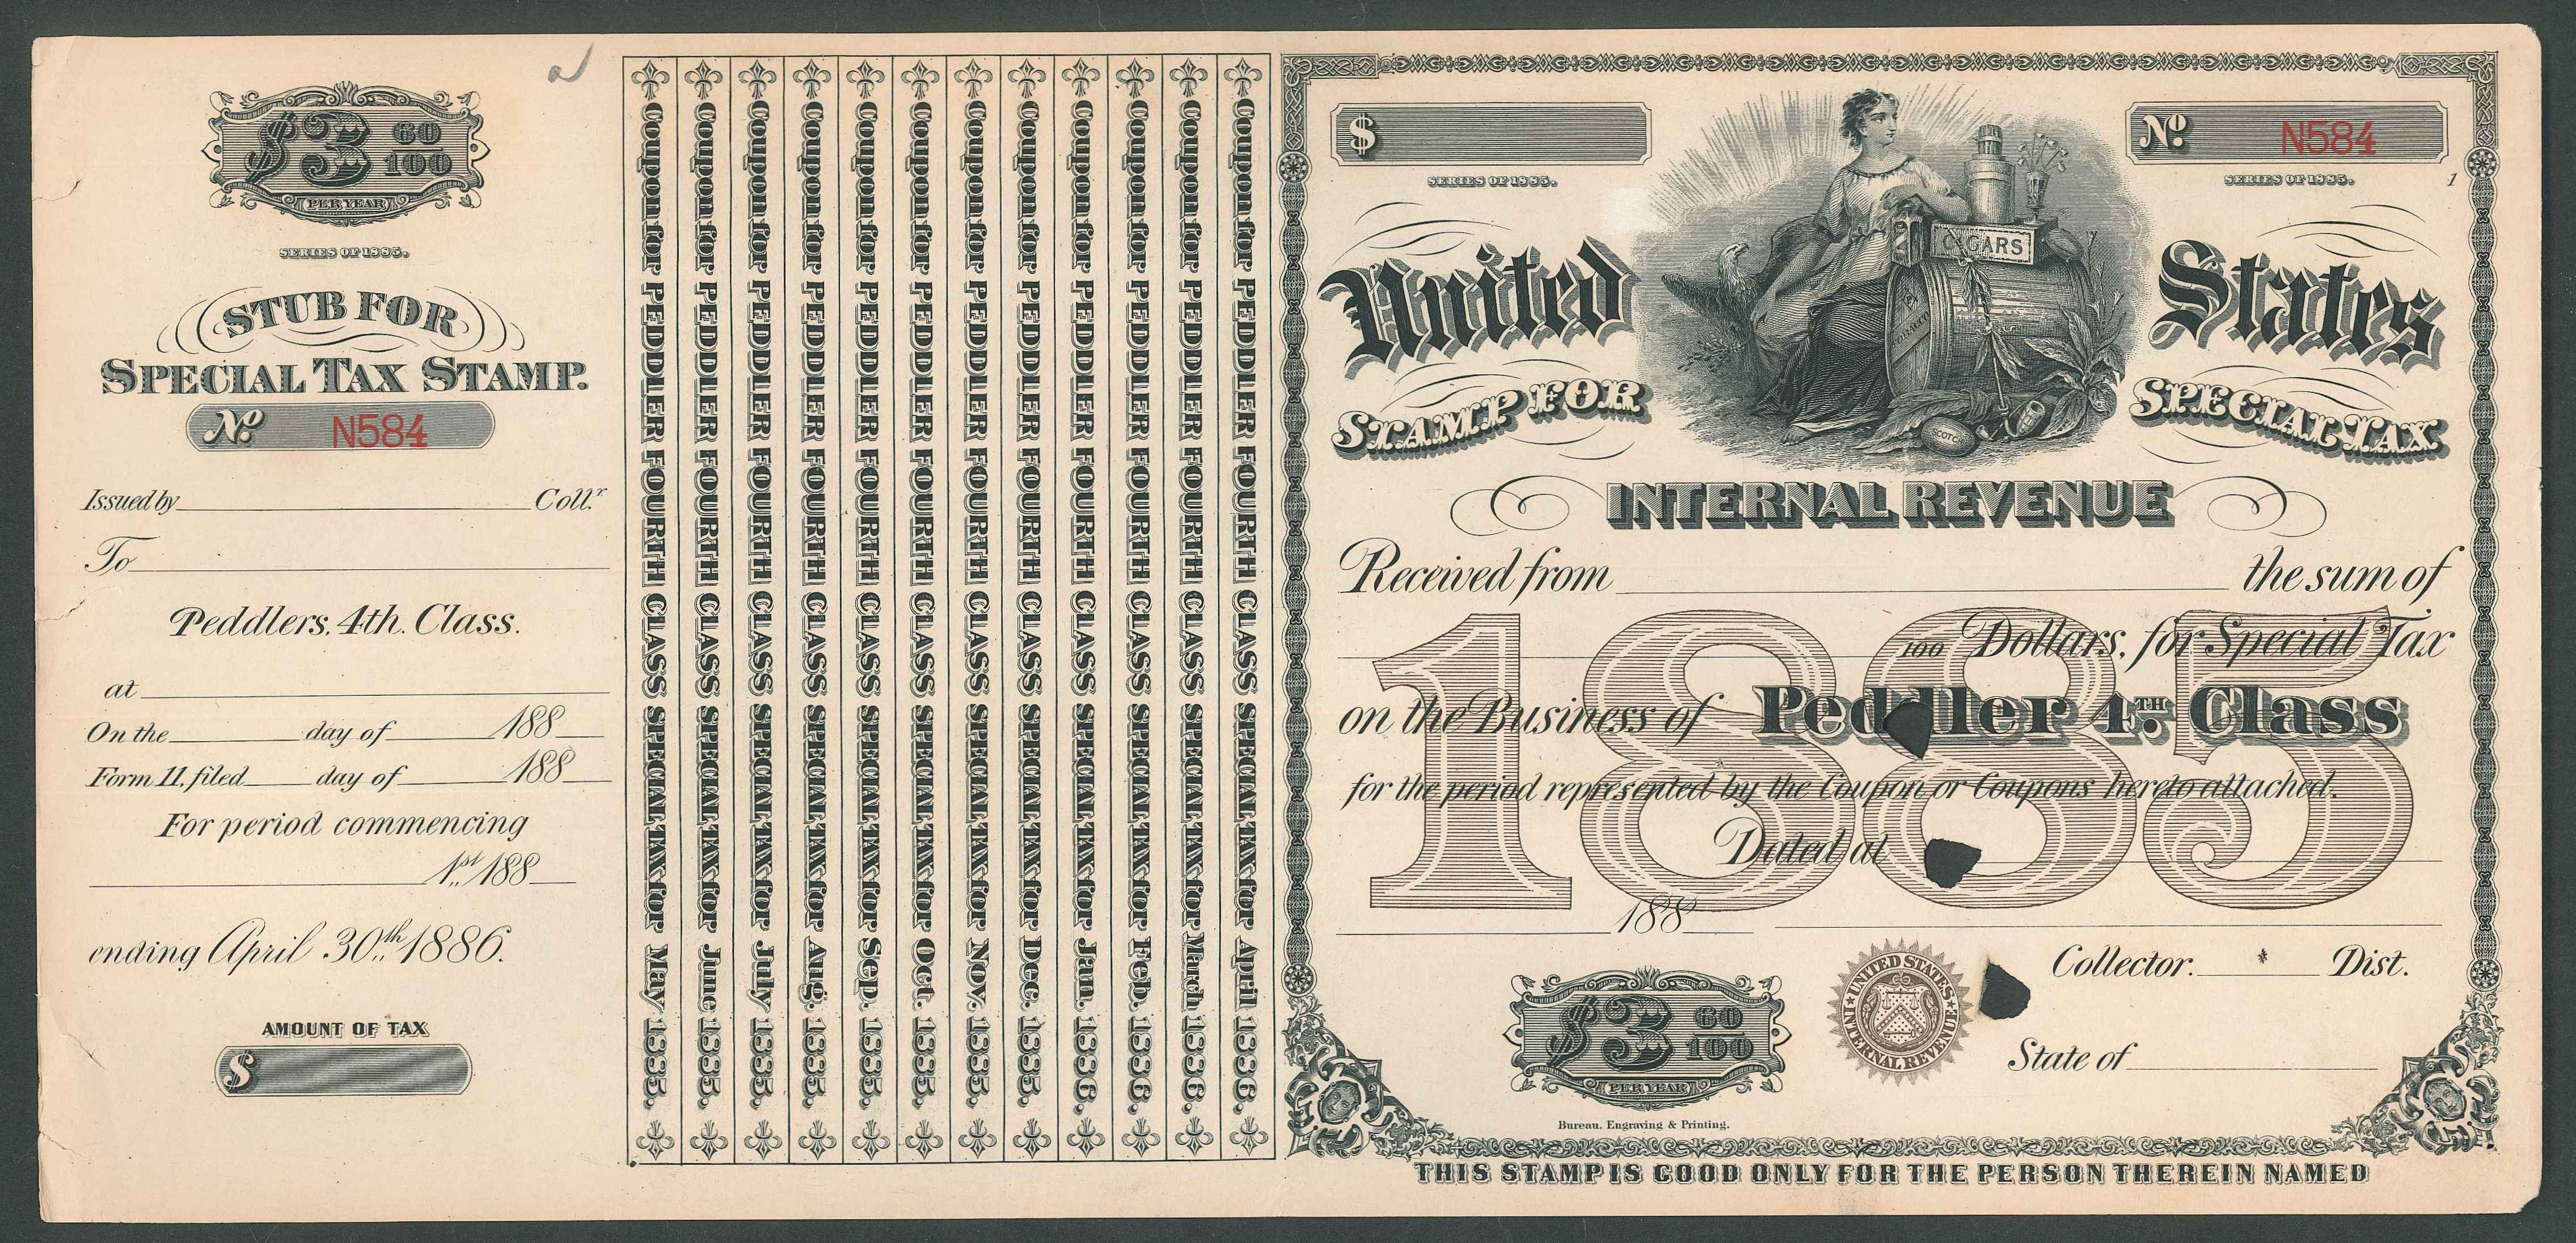 $3 60/100
PER YEAR
SERIES OF 1885.
STUB FOR
SPECIAL TAX STAMP.
No. N584
Issued by Collr.
To
Peddlers, 4th. Class.
at
On the day of 188
Form 11, filed day of 188
For period commencing
1st 188
ending April 30th 1886.
AMOUNT OF TAX
$
Coupon for PEDDLER FOURTH CLASS SPECIAL TAX for May 1885.
Coupon for PEDDLER FOURTH CLASS SPECIAL TAX for June 1885.
Coupon for PEDDLER FOURTH CLASS SPECIAL TAX for July 1885.
Coupon for PEDDLER FOURTH CLASS SPECIAL TAX for Aug. 1885.
Coupon for PEDDLER FOURTH CLASS SPECIAL TAX for Sep. 1885.
Coupon for PEDDLER FOURTH CLASS SPECIAL TAX for Oct. 1885.
Coupon for PEDDLER FOURTH CLASS SPECIAL TAX for Nov. 1885.
Coupon for PEDDLER FOURTH CLASS SPECIAL TAX for Dec. 1885.
Coupon for PEDDLER FOURTH CLASS SPECIAL TAX for Jan. 1886.
Coupon for PEDDLER FOURTH CLASS SPECIAL TAX for Feb. 1886.
Coupon for PEDDLER FOURTH CLASS SPECIAL TAX for March 1886.
Coupon for PEDDLER FOURTH CLASS SPECIAL TAX for April 1886.
$
SERIES OF 1885.
No. N584
SERIES OF 1885.
1
CIGARS
TOBACCO
SCOTCH
United States
STAMP FOR SPECIAL TAX
INTERNAL REVENUE
Received from the sum of
100 Dollars, for Special Tax
1885
on the Business of Peddler 4.TH Class
for the period represented by the Coupon or Coupons hereto attached.
Dated at
188
Collector. Dist.
State of
$3 60/100
PER YEAR
UNITED STATES INTERNAL REVENUE
Bureau. Engraving & Printing.
THIS STAMP IS GOOD ONLY FOR THE PERSON THEREIN NAMED